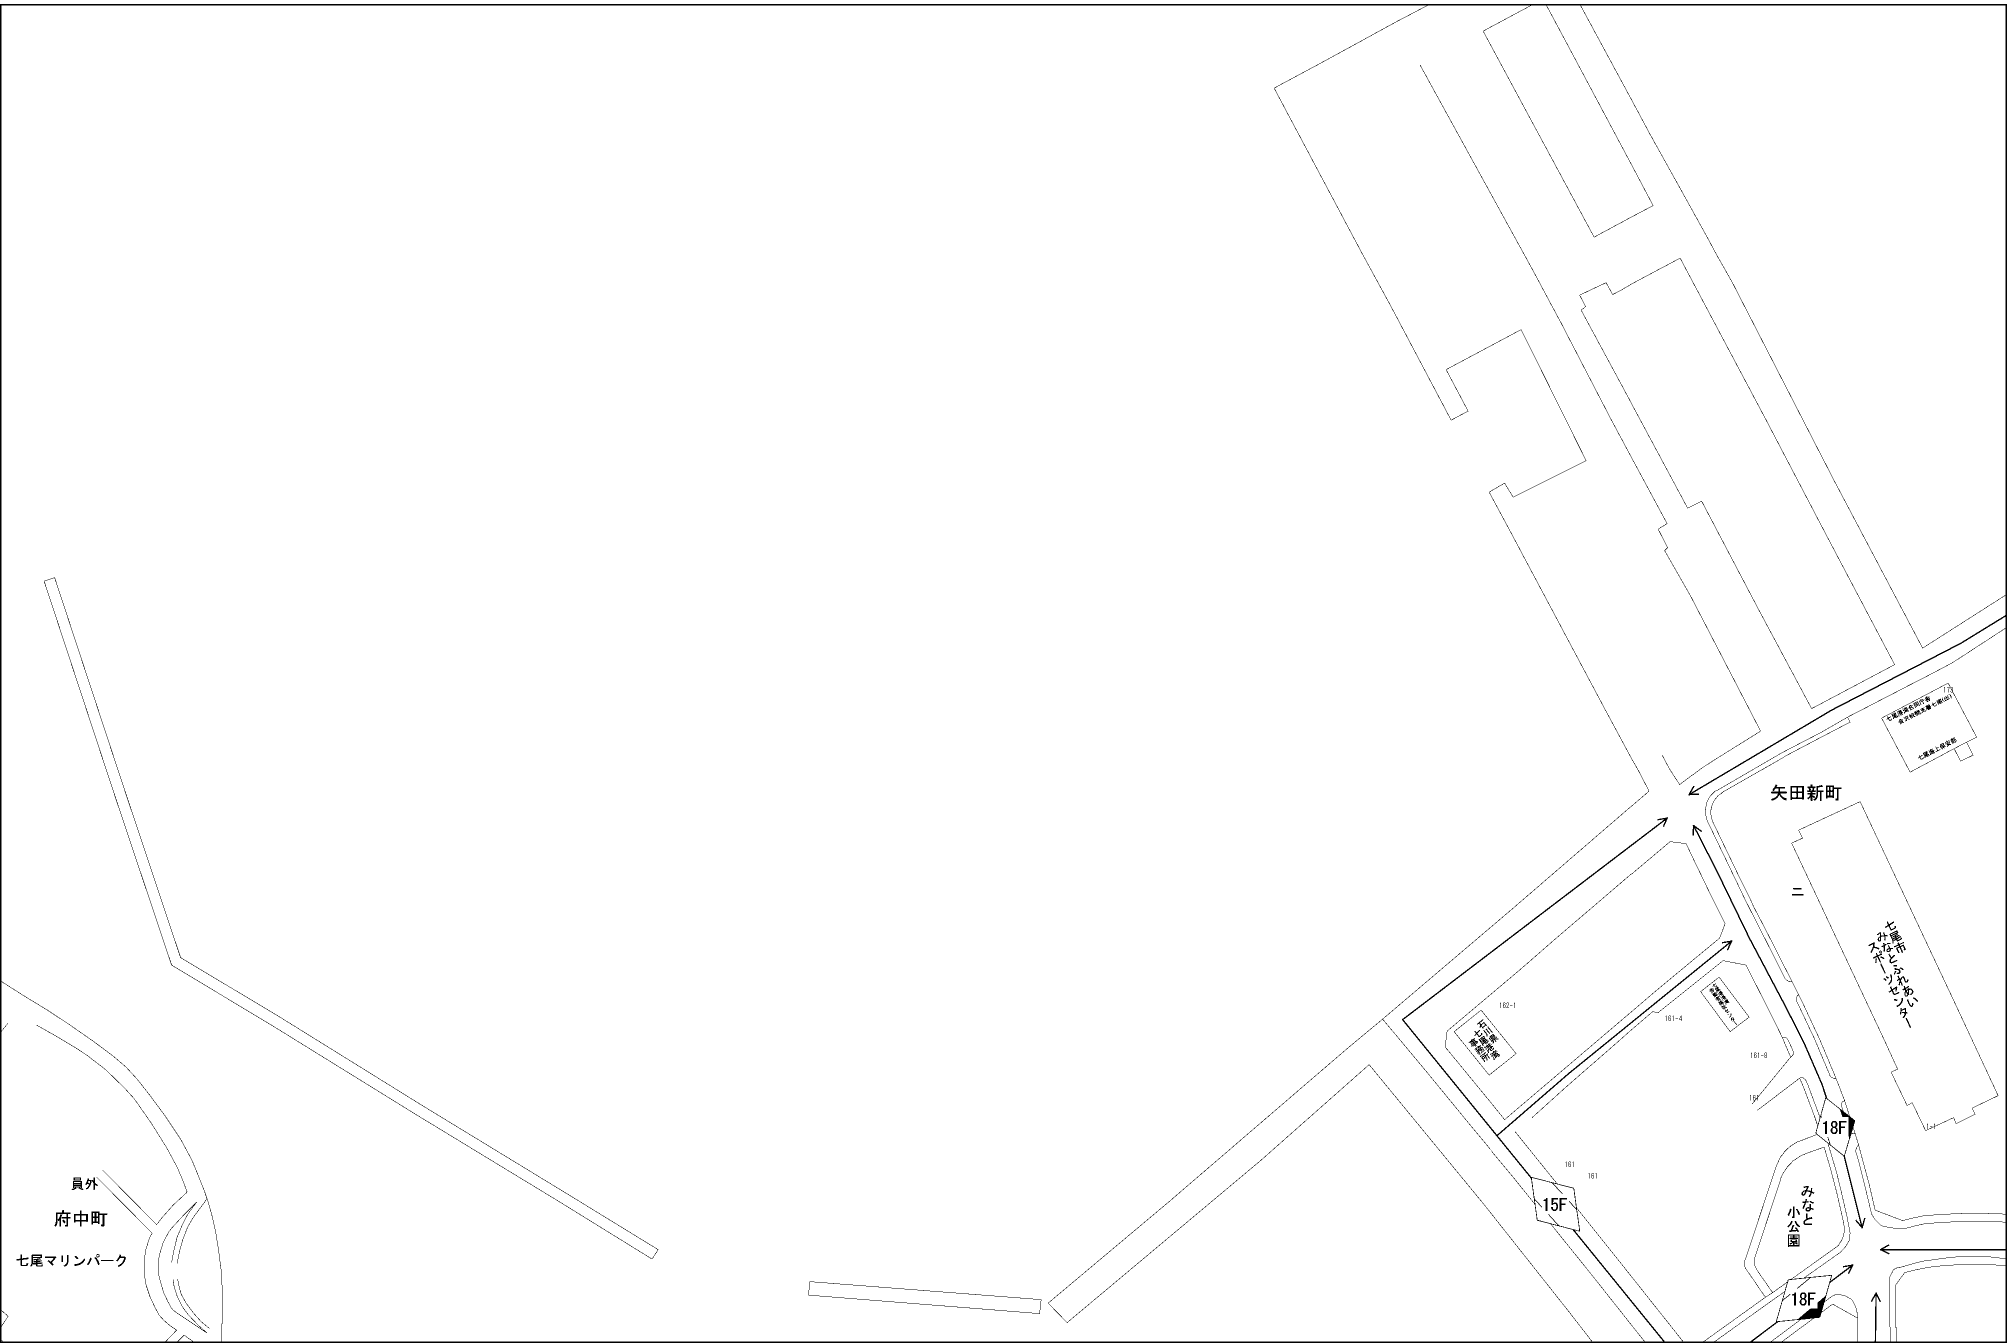 七尾港湾合同庁舎
七尾海上保安部
矢田新町
ニ
七尾市
みなとふれあい
スポーツセンター
162-1
石川県港湾
七尾港湾
事務所
161-4
161-8
161
18F
161
161
15F
みなと
小公園
員外
府中町
七尾マリンパーク
18F